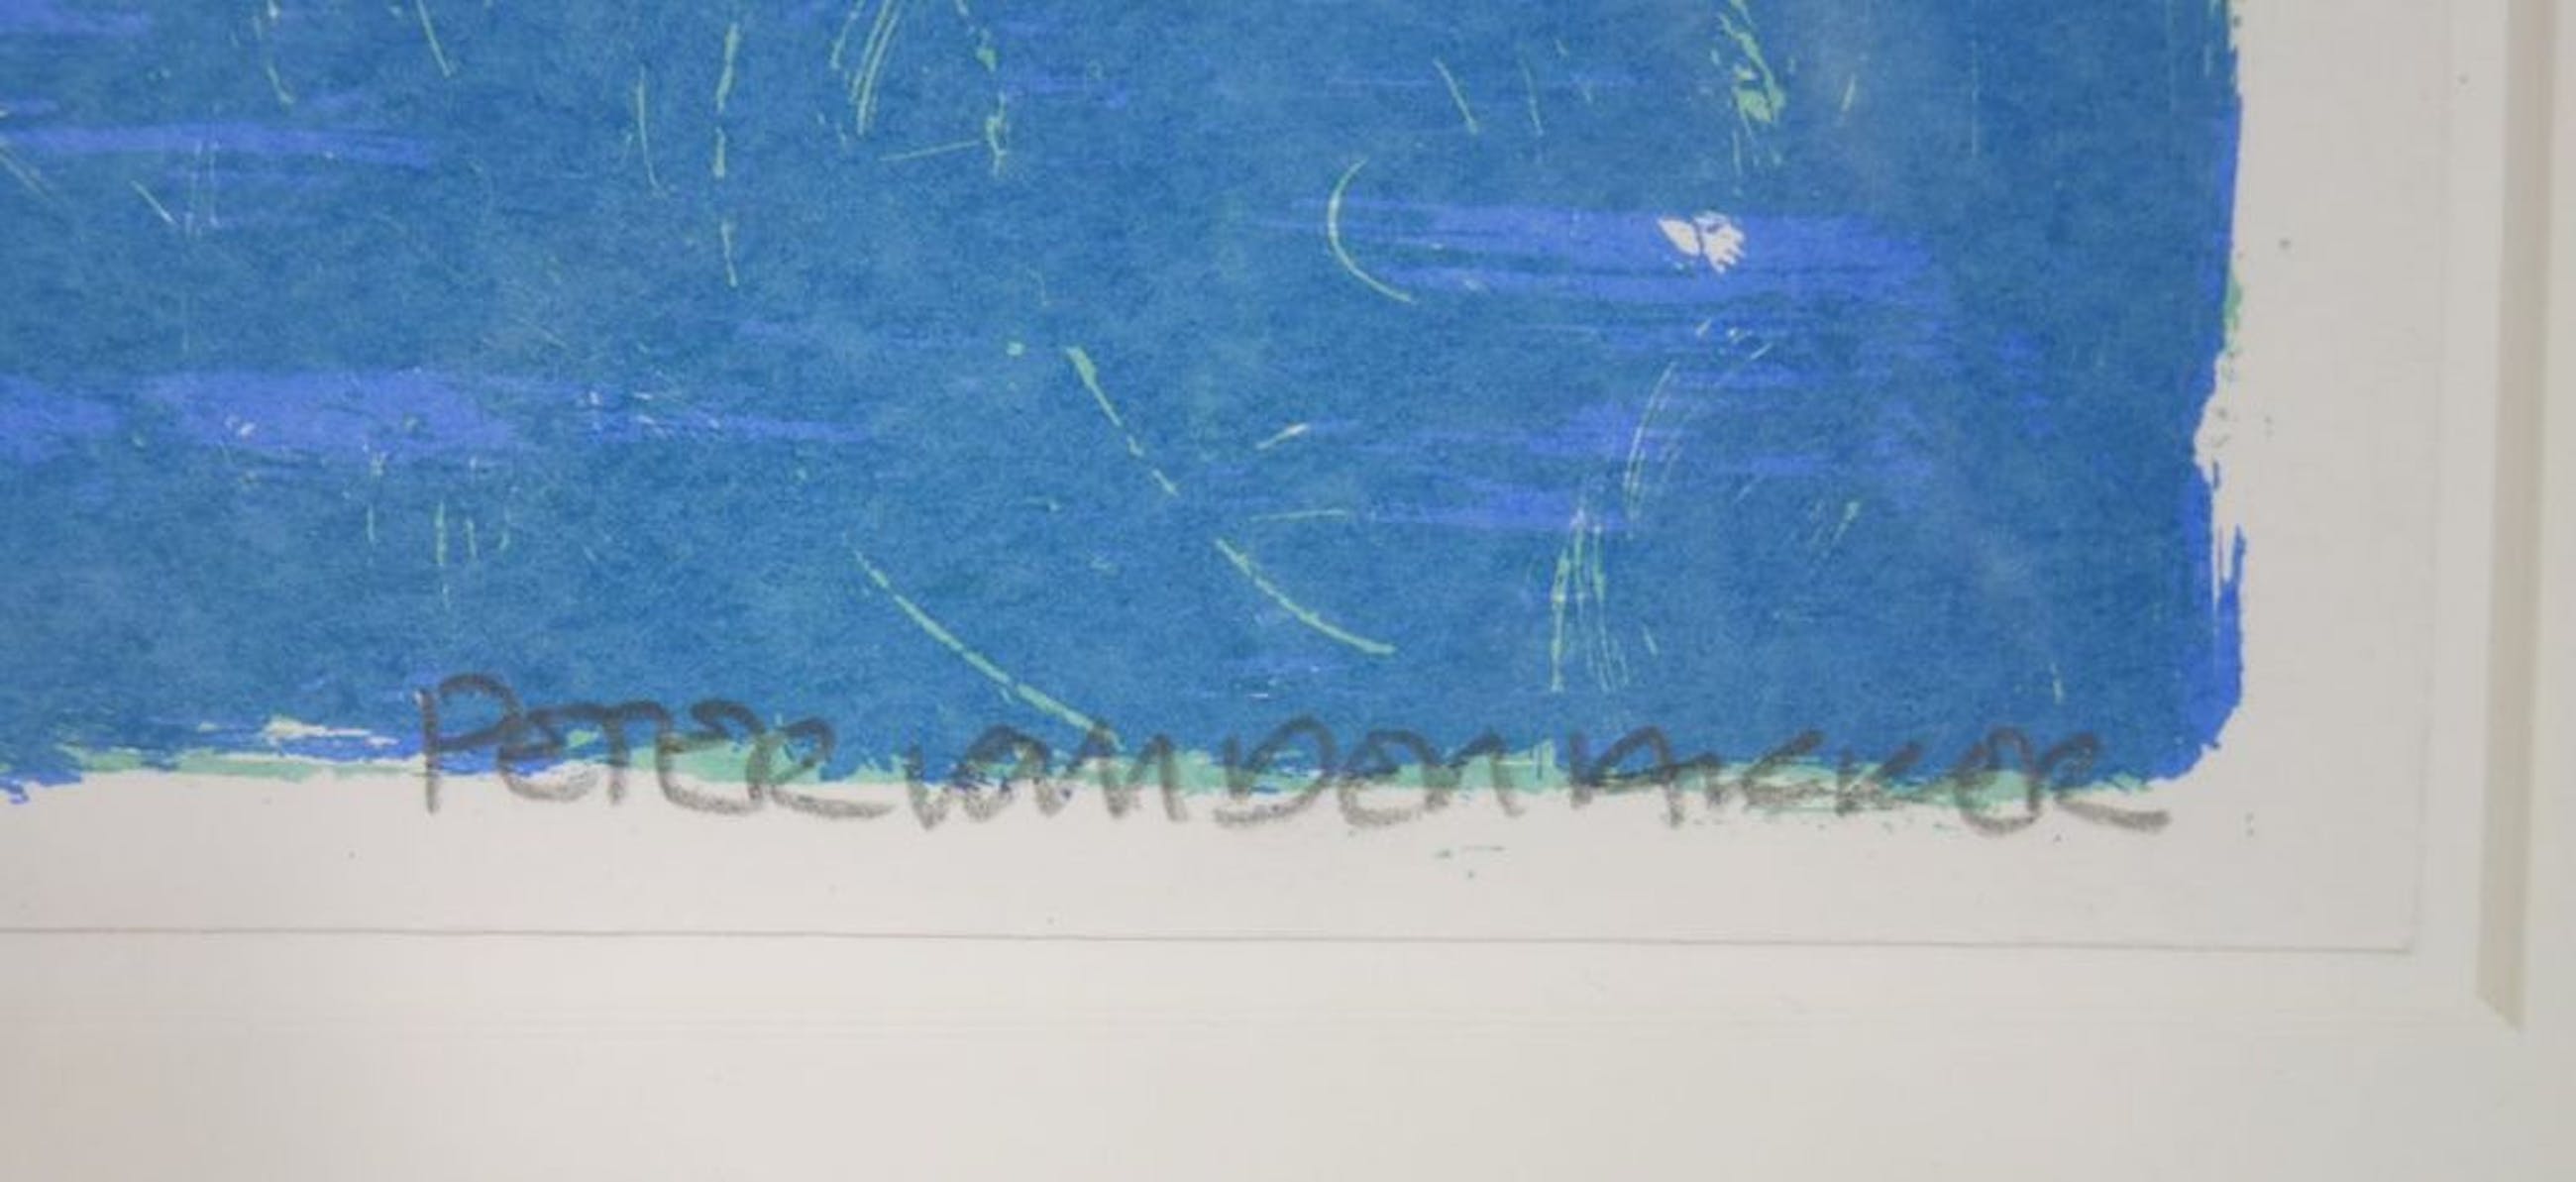 PETER van DEn AKKER